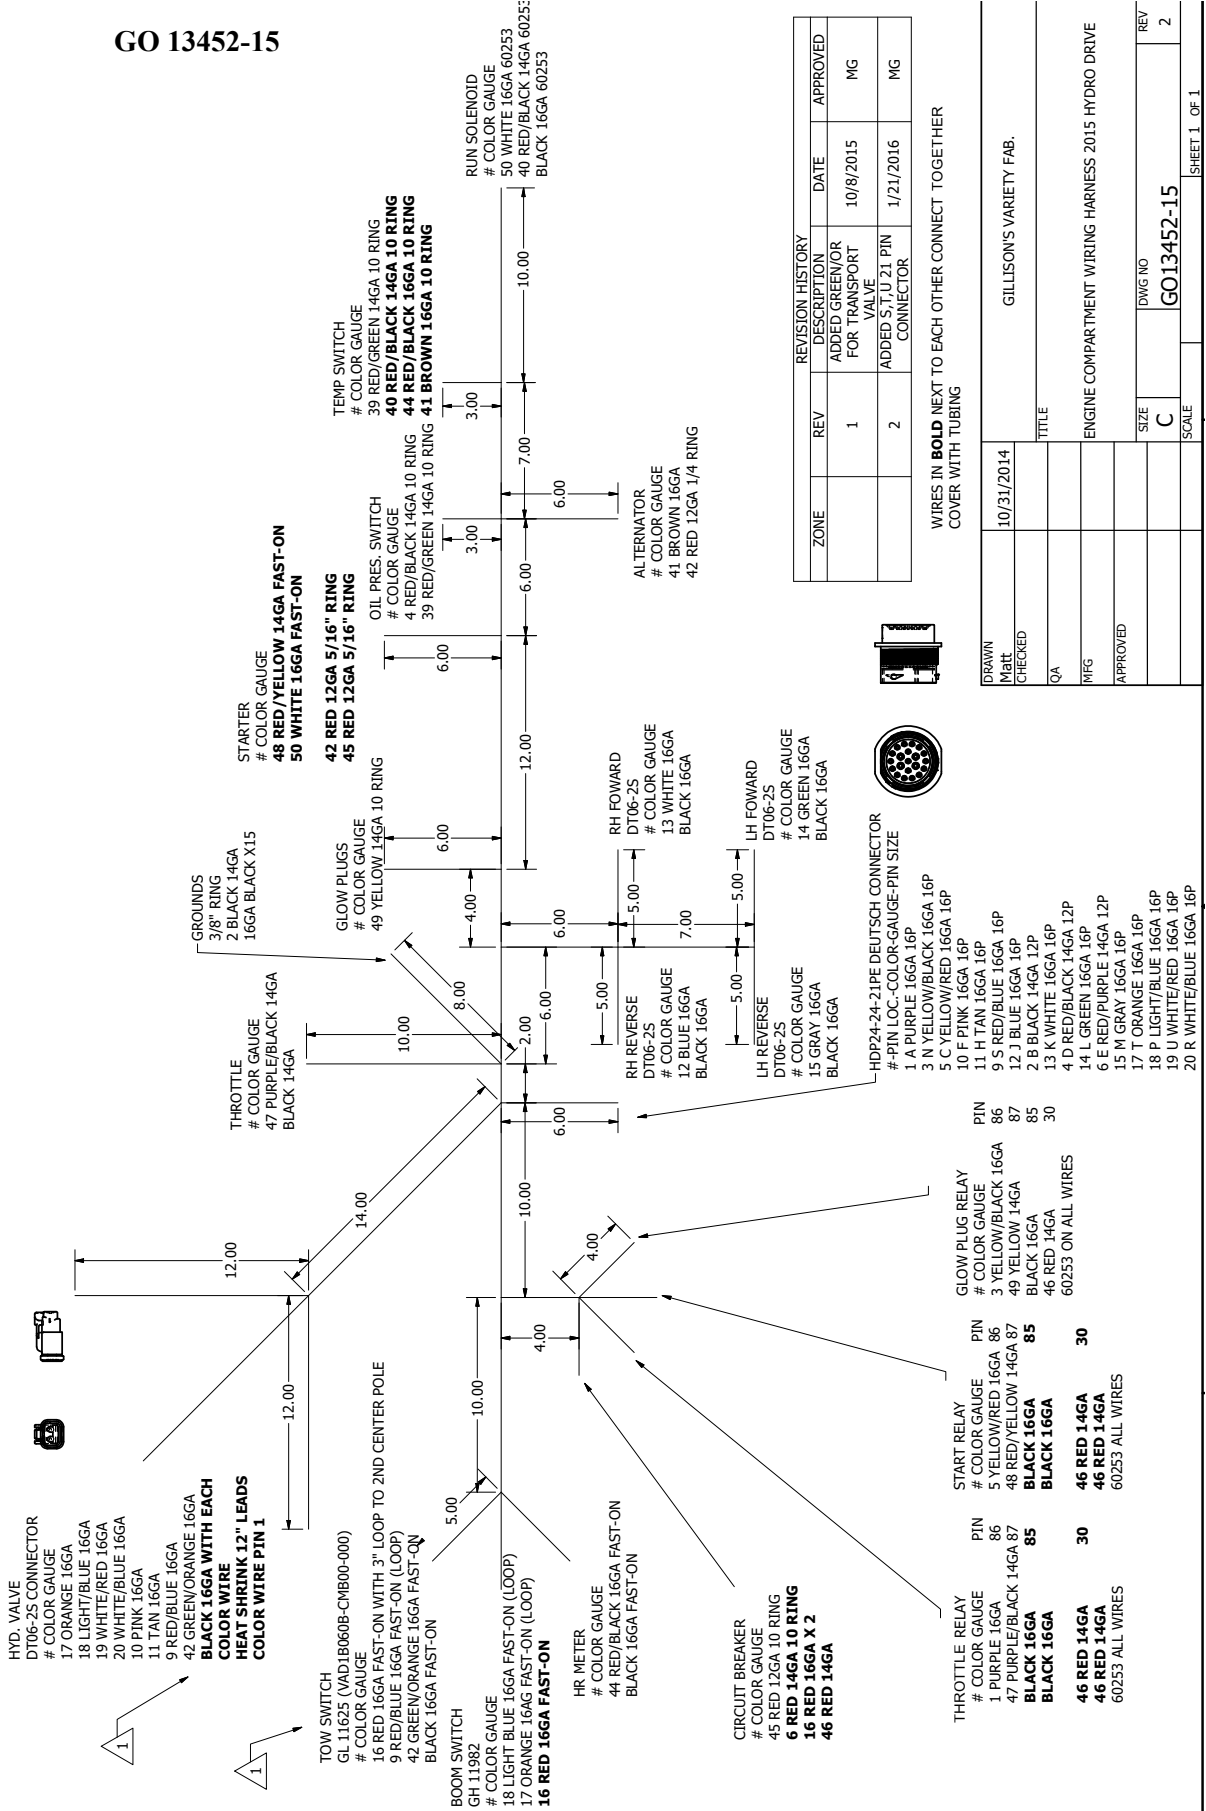 GO 13452-15
HYD. VALVE
DT06-2S CONNECTOR
# COLOR GAUGE
17 ORANGE 16GA
18 LIGHT/BLUE 16GA
19 WHITE/RED 16GA
20 WHITE/BLUE 16GA
10 PINK 16GA
11 TAN 16GA
9 RED/BLUE 16GA
42 GREEN/ORANGE 16GA
BLACK 16GA WITH EACH
COLOR WIRE
HEAT SHRINK 12" LEADS
COLOR WIRE PIN 1
1
1
TOW SWITCH
GL 11625 (VAD1B060B-CMB00-000)
# COLOR GAUGE
16 RED 16GA FAST-ON WITH 3" LOOP TO 2ND CENTER POLE
9 RED/BLUE 16GA FAST-ON (LOOP)
42 GREEN/ORANGE 16GA FAST-ON
BLACK 16GA FAST-ON
BOOM SWITCH
GH 11982
# COLOR GAUGE
18 LIGHT BLUE 16GA FAST-ON (LOOP)
17 ORANGE 16AG FAST-ON (LOOP)
16 RED 16GA FAST-ON
HR METER
# COLOR GAUGE
44 RED/BLACK 16GA FAST-ON
BLACK 16GA FAST-ON
CIRCUIT BREAKER
# COLOR GAUGE
45 RED 12GA 10 RING
6 RED 14GA 10 RING
16 RED 16GA X 2
46 RED 14GA
THROTTLE RELAY
# COLOR GAUGE PIN
1 PURPLE 16GA 86
47 PURPLE/BLACK 14GA 87
BLACK 16GA 85
BLACK 16GA
46 RED 14GA 30
46 RED 14GA
60253 ALL WIRES
START RELAY
# COLOR GAUGE PIN
5 YELLOW/RED 16GA 86
48 RED/YELLOW 14GA 87
BLACK 16GA 85
BLACK 16GA
46 RED 14GA 30
46 RED 14GA
60253 ALL WIRES
GLOW PLUG RELAY
# COLOR GAUGE PIN
3 YELLOW/BLACK 16GA 86
49 YELLOW 14GA 87
BLACK 16GA 85
46 RED 14GA 30
60253 ON ALL WIRES
12.00
12.00
14.00
10.00
5.00
4.00
4.00
10.00
6.00
2.00
THROTTLE
# COLOR GAUGE
47 PURPLE/BLACK 14GA
BLACK 14GA
10.00
GROUNDS
3/8" RING
2 BLACK 14GA
16GA BLACK X15
8.00
6.00
GLOW PLUGS
# COLOR GAUGE
49 YELLOW 14GA 10 RING
4.00
6.00
6.00
5.00
5.00
7.00
5.00
5.00
RH REVERSE
DT06-2S
# COLOR GAUGE
12 BLUE 16GA
BLACK 16GA
LH REVERSE
DT06-2S
# COLOR GAUGE
15 GRAY 16GA
BLACK 16GA
RH FOWARD
DT06-2S
# COLOR GAUGE
13 WHITE 16GA
BLACK 16GA
LH FOWARD
DT06-2S
# COLOR GAUGE
14 GREEN 16GA
BLACK 16GA
HDP24-24-21PE DEUTSCH CONNECTOR
#-PIN LOC.-COLOR-GAUGE-PIN SIZE
1 A PURPLE 16GA 16P
3 N YELLOW/BLACK 16GA 16P
5 C YELLOW/RED 16GA 16P
10 F PINK 16GA 16P
11 H TAN 16GA 16P
9 S RED/BLUE 16GA 16P
12 J BLUE 16GA 16P
2 B BLACK 14GA 12P
13 K WHITE 16GA 16P
4 D RED/BLACK 14GA 12P
14 L GREEN 16GA 16P
6 E RED/PURPLE 14GA 12P
15 M GRAY 16GA 16P
17 T ORANGE 16GA 16P
18 P LIGHT/BLUE 16GA 16P
19 U WHITE/RED 16GA 16P
20 R WHITE/BLUE 16GA 16P
STARTER
# COLOR GAUGE
48 RED/YELLOW 14GA FAST-ON
50 WHITE 16GA FAST-ON
42 RED 12GA 5/16" RING
45 RED 12GA 5/16" RING
6.00
12.00
OIL PRES. SWITCH
# COLOR GAUGE
4 RED/BLACK 14GA 10 RING
39 RED/GREEN 14GA 10 RING
3.00
6.00
ALTERNATOR
# COLOR GAUGE
41 BROWN 16GA
42 RED 12GA 1/4 RING
6.00
7.00
TEMP SWITCH
# COLOR GAUGE
39 RED/GREEN 14GA 10 RING
40 RED/BLACK 14GA 10 RING
44 RED/BLACK 16GA 10 RING
41 BROWN 16GA 10 RING
3.00
10.00
RUN SOLENOID
# COLOR GAUGE
50 WHITE 16GA 60253
40 RED/BLACK 14GA 60253
BLACK 16GA 60253
REVISION HISTORY
ZONE REV DESCRIPTION DATE APPROVED
1 ADDED GREEN/OR FOR TRANSPORT VALVE 10/8/2015 MG
2 ADDED S,T,U 21 PIN CONNECTOR 1/21/2016 MG
WIRES IN BOLD NEXT TO EACH OTHER CONNECT TOGETHER
COVER WITH TUBING
DRAWN
Matt 10/31/2014
CHECKED
QA
MFG
APPROVED
GILLISON'S VARIETY FAB.
TITLE
ENGINE COMPARTMENT WIRING HARNESS 2015 HYDRO DRIVE
SIZE
C
DWG NO
GO13452-15
REV
2
SCALE
SHEET 1 OF 1